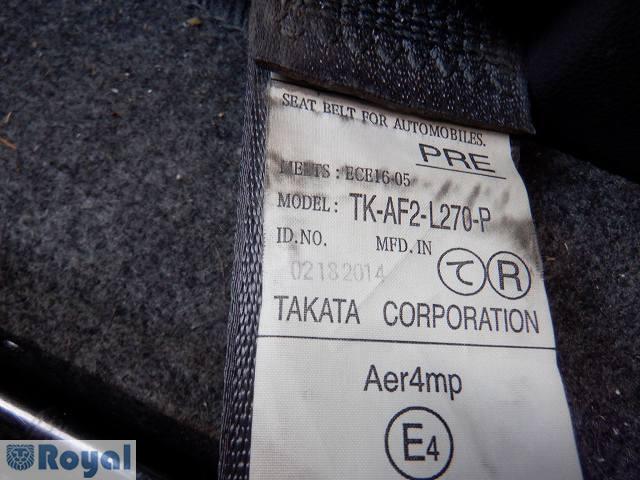 SEAT BELT FOR AUTOMOBILES.
PRE
MEETS : ECE16-05
MODEL: TK-AF2-L270-P
ID.NO. MFD. IN
02182014
て R
TAKATA CORPORATION
Aer4mp
E4
Royal